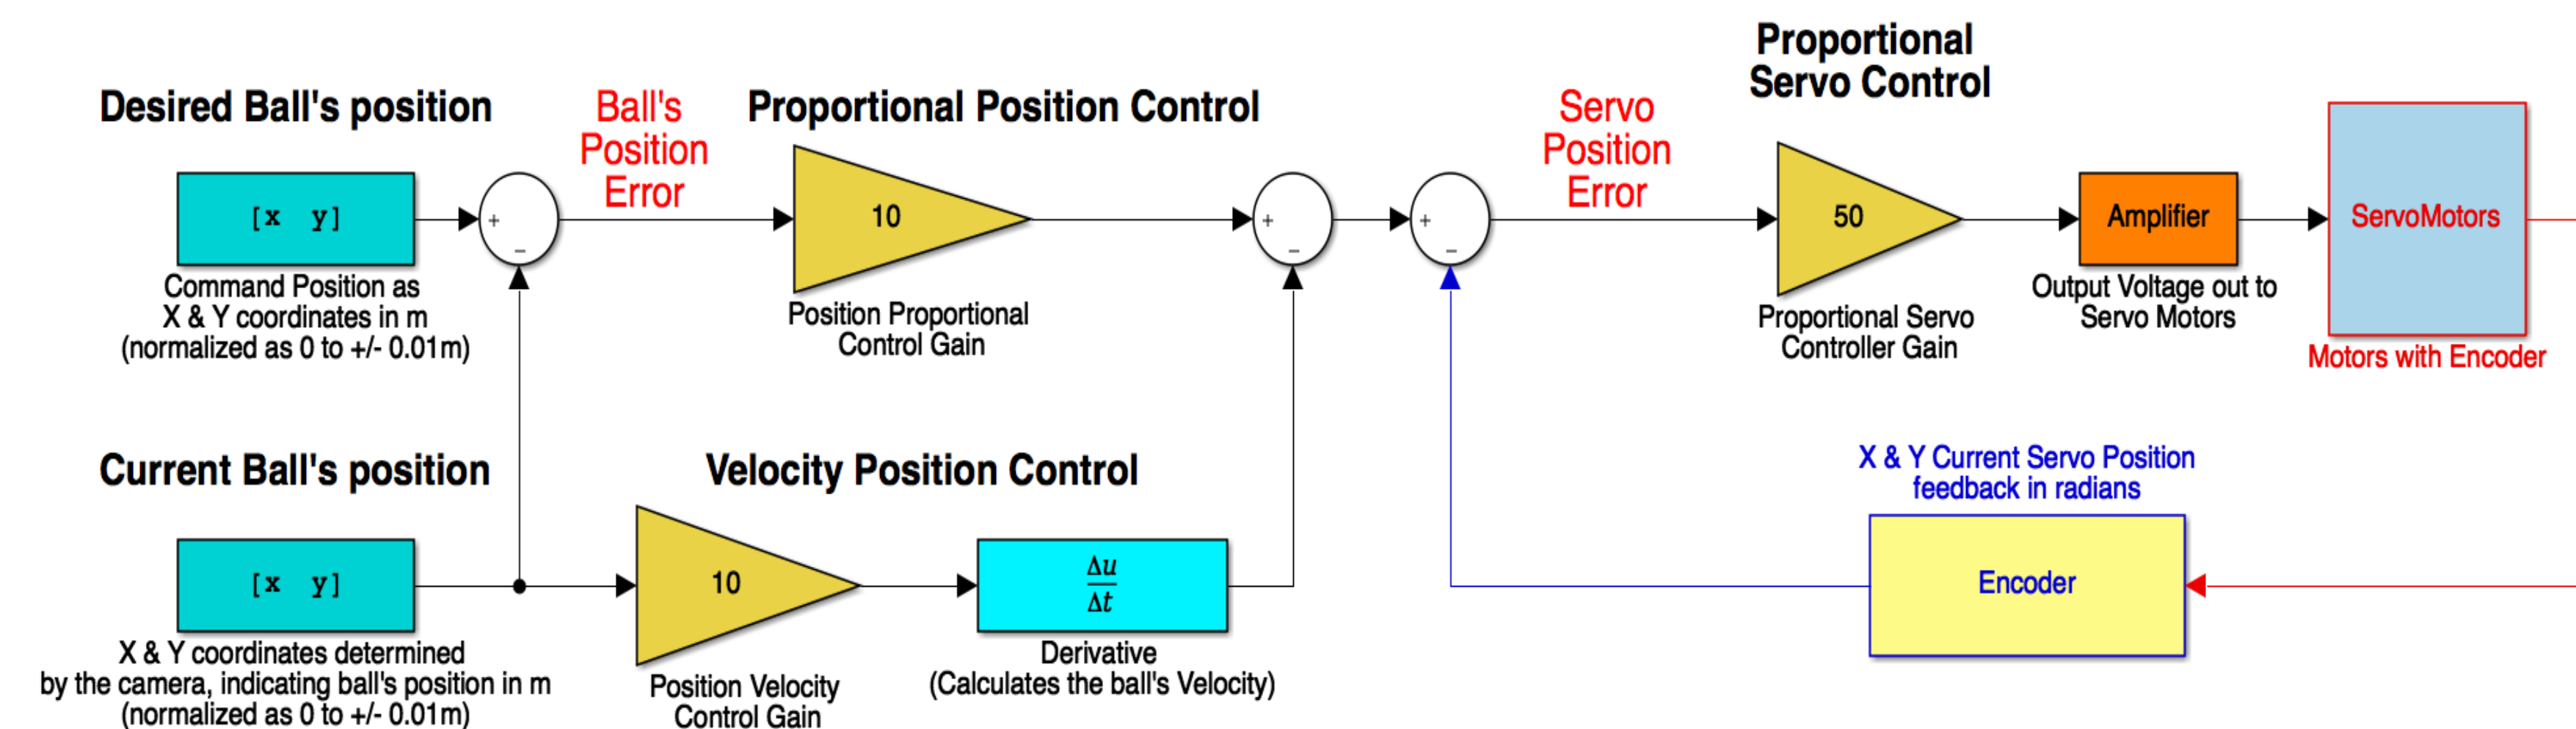 Proportional
Servo Control
Desired Ball's position
Ball's
Position
Error
Proportional Position Control
Servo
Position
Error
[x y]
+
−
10
+
−
+
−
50
Amplifier
ServoMotors
Command Position as
X & Y coordinates in m
(normalized as 0 to +/- 0.01m)
Position Proportional
Control Gain
Proportional Servo
Controller Gain
Output Voltage out to
Servo Motors
Motors with Encoder
Current Ball's position
Velocity Position Control
X & Y Current Servo Position
feedback in radians
[x y]
10
Δu
Δt
Encoder
X & Y coordinates determined
by the camera, indicating ball's position in m
(normalized as 0 to +/- 0.01m)
Position Velocity
Control Gain
Derivative
(Calculates the ball's Velocity)